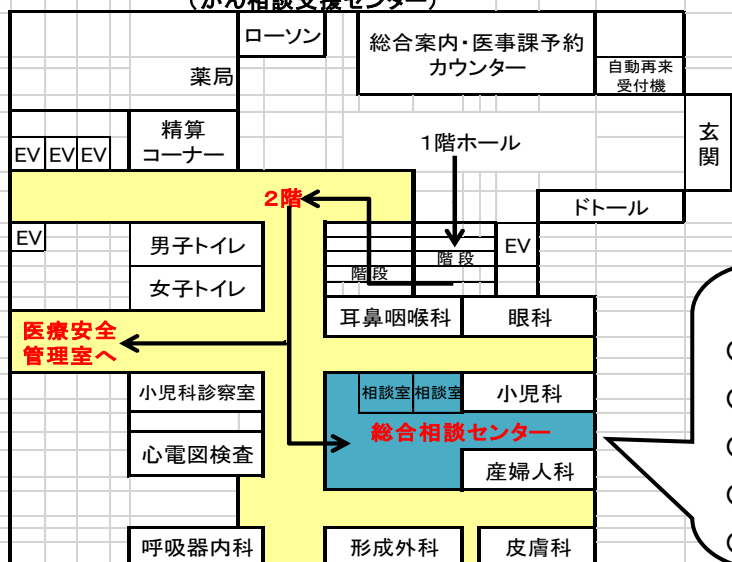 (がん相談支援センター)
ローソン
総合案内・医事課予約
カウンター
自動再来
受付機
薬局
精算
コーナー
EV
EV
EV
1階ホール
玄
関
2階
ドトール
EV
男子トイレ
女子トイレ
階段
階段
EV
耳鼻咽喉科
眼科
医療安全
管理室へ
小児科診察室
相談室
相談室
小児科
総合相談センター
心電図検査
産婦人科
呼吸器内科
形成外科
皮膚科